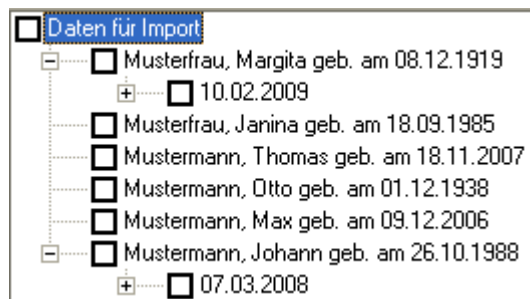 Daten für Import
Musterfrau, Margita geb. am 08.12.1919
10.02.2009
Musterfrau, Janina geb. am 18.09.1985
Mustermann, Thomas geb. am 18.11.2007
Mustermann, Otto geb. am 01.12.1938
Mustermann, Max geb. am 09.12.2006
Mustermann, Johann geb. am 26.10.1988
07.03.2008